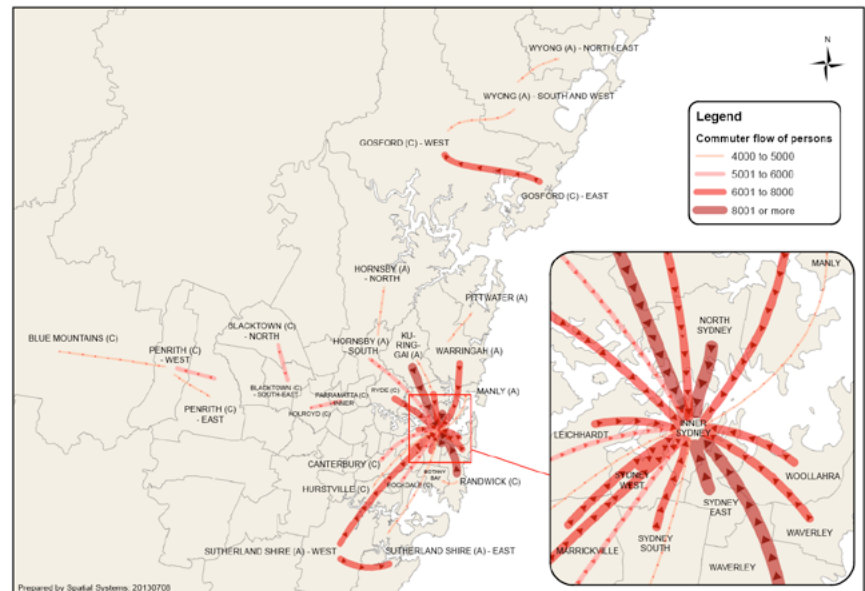 WYONG (A) - NORTH-EAST
N
WYONG (A) - SOUTH AND WEST
GOSFORD (C) - WEST
GOSFORD (C) - EAST
Legend
Commuter flow of persons
4000 to 5000
5001 to 6000
6001 to 8000
8001 or more
HORNSBY (A)
- NORTH
PITTWATER (A)
BLUE MOUNTAINS (C)
PENRITH (C)
- WEST
BLACKTOWN (C)
- NORTH
HORNSBY (A)
- SOUTH
KU-
RING-
GAI (A)
WARRINGAH (A)
BLACKTOWN (C)
- SOUTH-EAST
PARRAMATTA (C)
- INNER
RYDE (C)
MANLY (A)
PENRITH (C)
- EAST
HOLROYD (C)
CANTERBURY (C)
HURSTVILLE (C)
ROCKDALE (C)
BOTANY
BAY
RANDWICK (C)
SUTHERLAND SHIRE (A) - WEST
SUTHERLAND SHIRE (A) - EAST
MANLY
NORTH
SYDNEY
INNER
SYDNEY
LEICHHARDT
SYDNEY
WEST
WOOLLAHRA
SYDNEY
EAST
MARRICKVILLE
SYDNEY
SOUTH
WAVERLEY
WAVERLEY
Prepared by Spatial Systems: 20130708